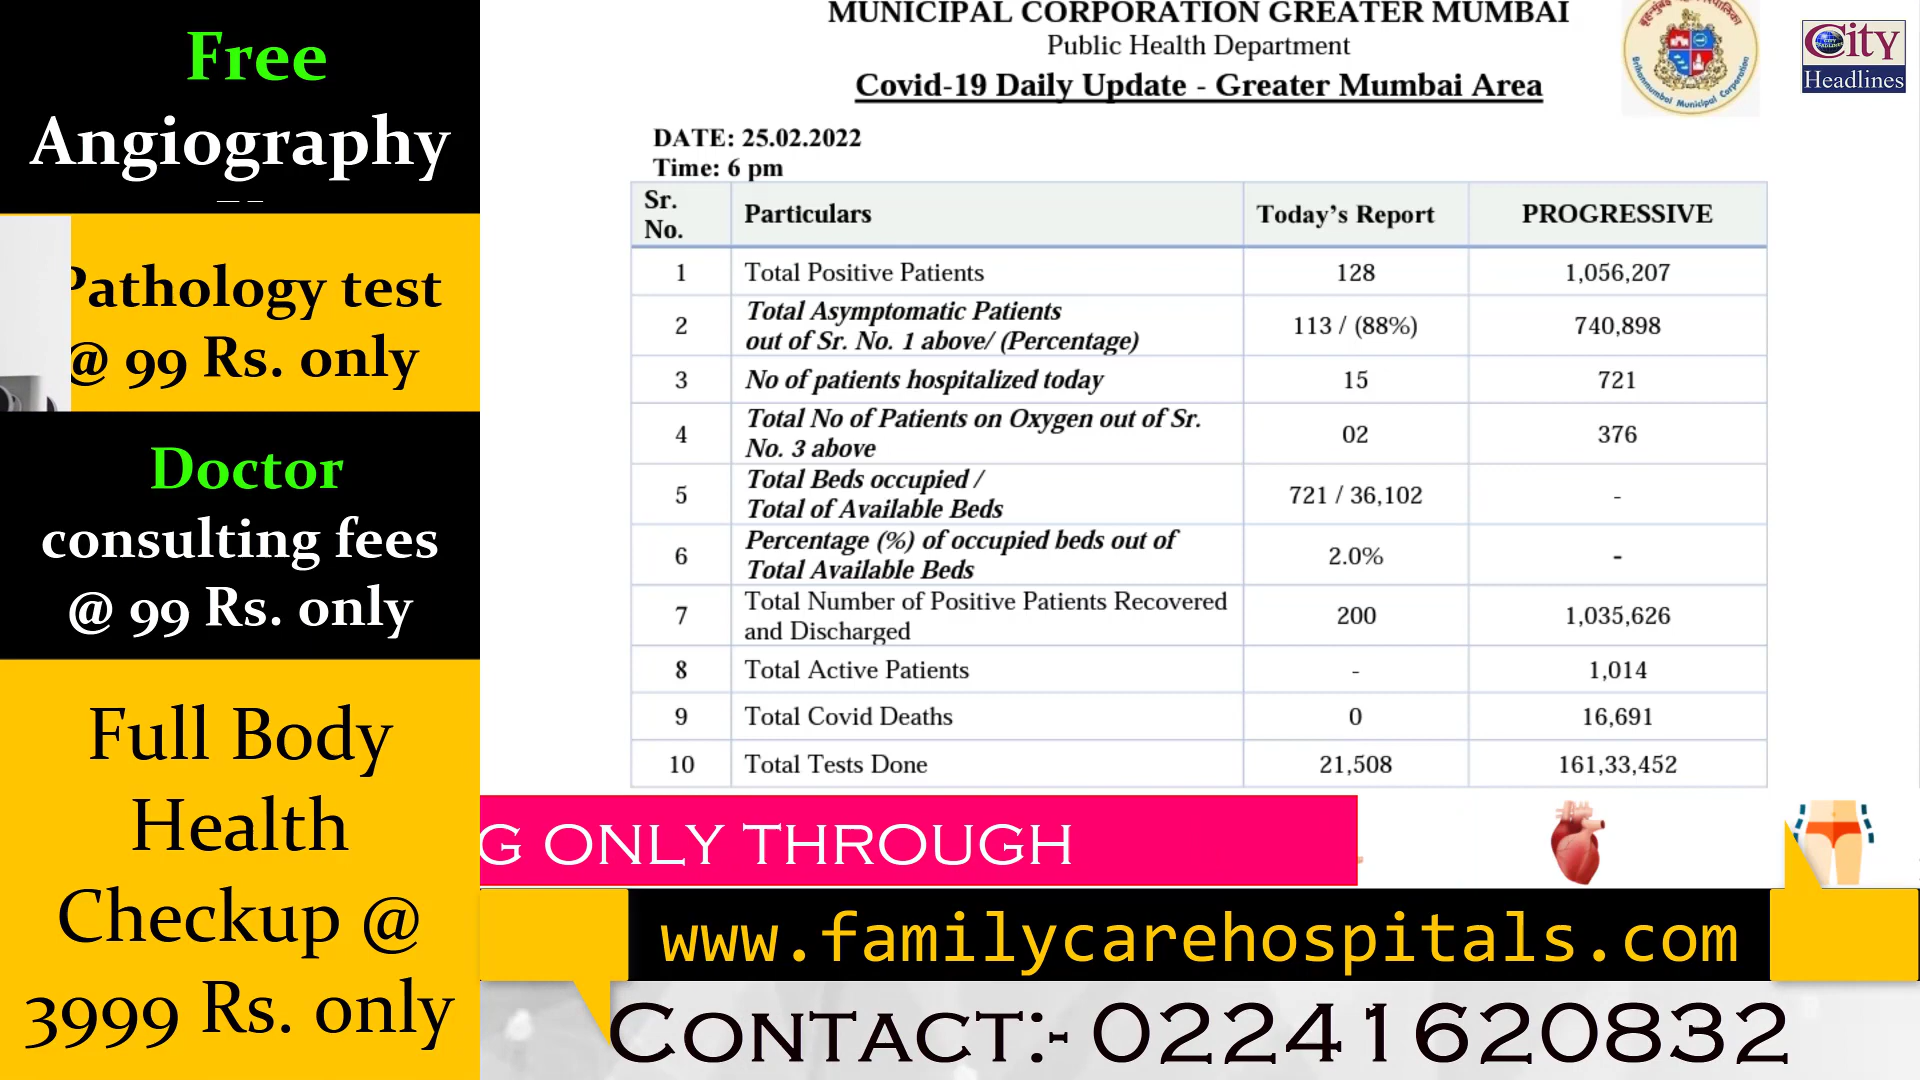 Free
Angiography
Pathology test
@ 99 Rs. only
Doctor
consulting fees
@ 99 Rs. only
Full Body
Health
Checkup @
3999 Rs. only
MUNICIPAL CORPORATION GREATER MUMBAI
Public Health Department
Covid-19 Daily Update - Greater Mumbai Area
Brihanmumbai Municipal Corporation
City
Headlines
DATE: 25.02.2022
Time: 6 pm
Sr. No. Particulars Today's Report PROGRESSIVE
1 Total Positive Patients 128 1,056,207
2 Total Asymptomatic Patients
out of Sr. No. 1 above/ (Percentage) 113 / (88%) 740,898
3 No of patients hospitalized today 15 721
4 Total No of Patients on Oxygen out of Sr.
No. 3 above 02 376
5 Total Beds occupied /
Total of Available Beds 721 / 36,102 -
6 Percentage (%) of occupied beds out of
Total Available Beds 2.0% -
7 Total Number of Positive Patients Recovered
and Discharged 200 1,035,626
8 Total Active Patients - 1,014
9 Total Covid Deaths 0 16,691
10 Total Tests Done 21,508 161,33,452
G ONLY THROUGH
www.familycarehospitals.com
CONTACT:- 02241620832